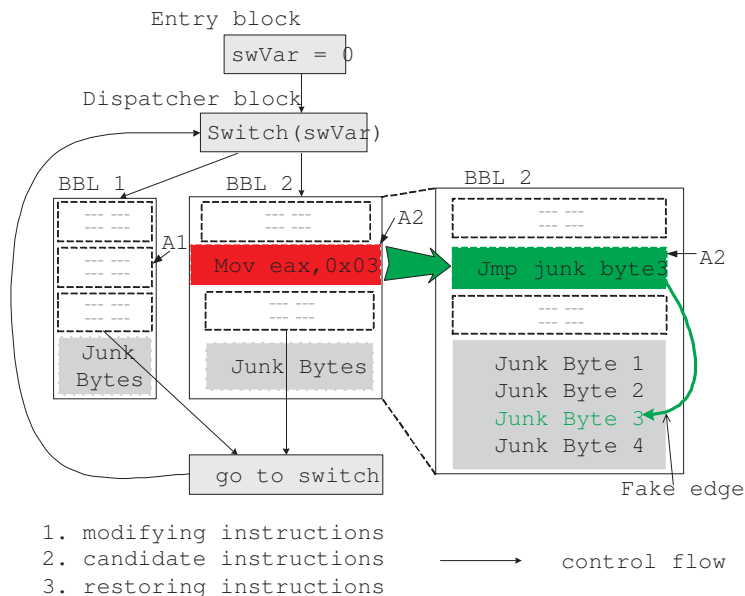 Entry block
swVar = 0
Dispatcher block
Switch(swVar)
BBL 1
BBL 2
BBL 2
A1
A2
A2
Mov eax,0x03
Jmp junk byte3
Junk
Bytes
Junk Bytes
Junk Byte 1
Junk Byte 2
Junk Byte 3
Junk Byte 4
go to switch
Fake edge
1. modifying instructions
2. candidate instructions
3. restoring instructions
control flow